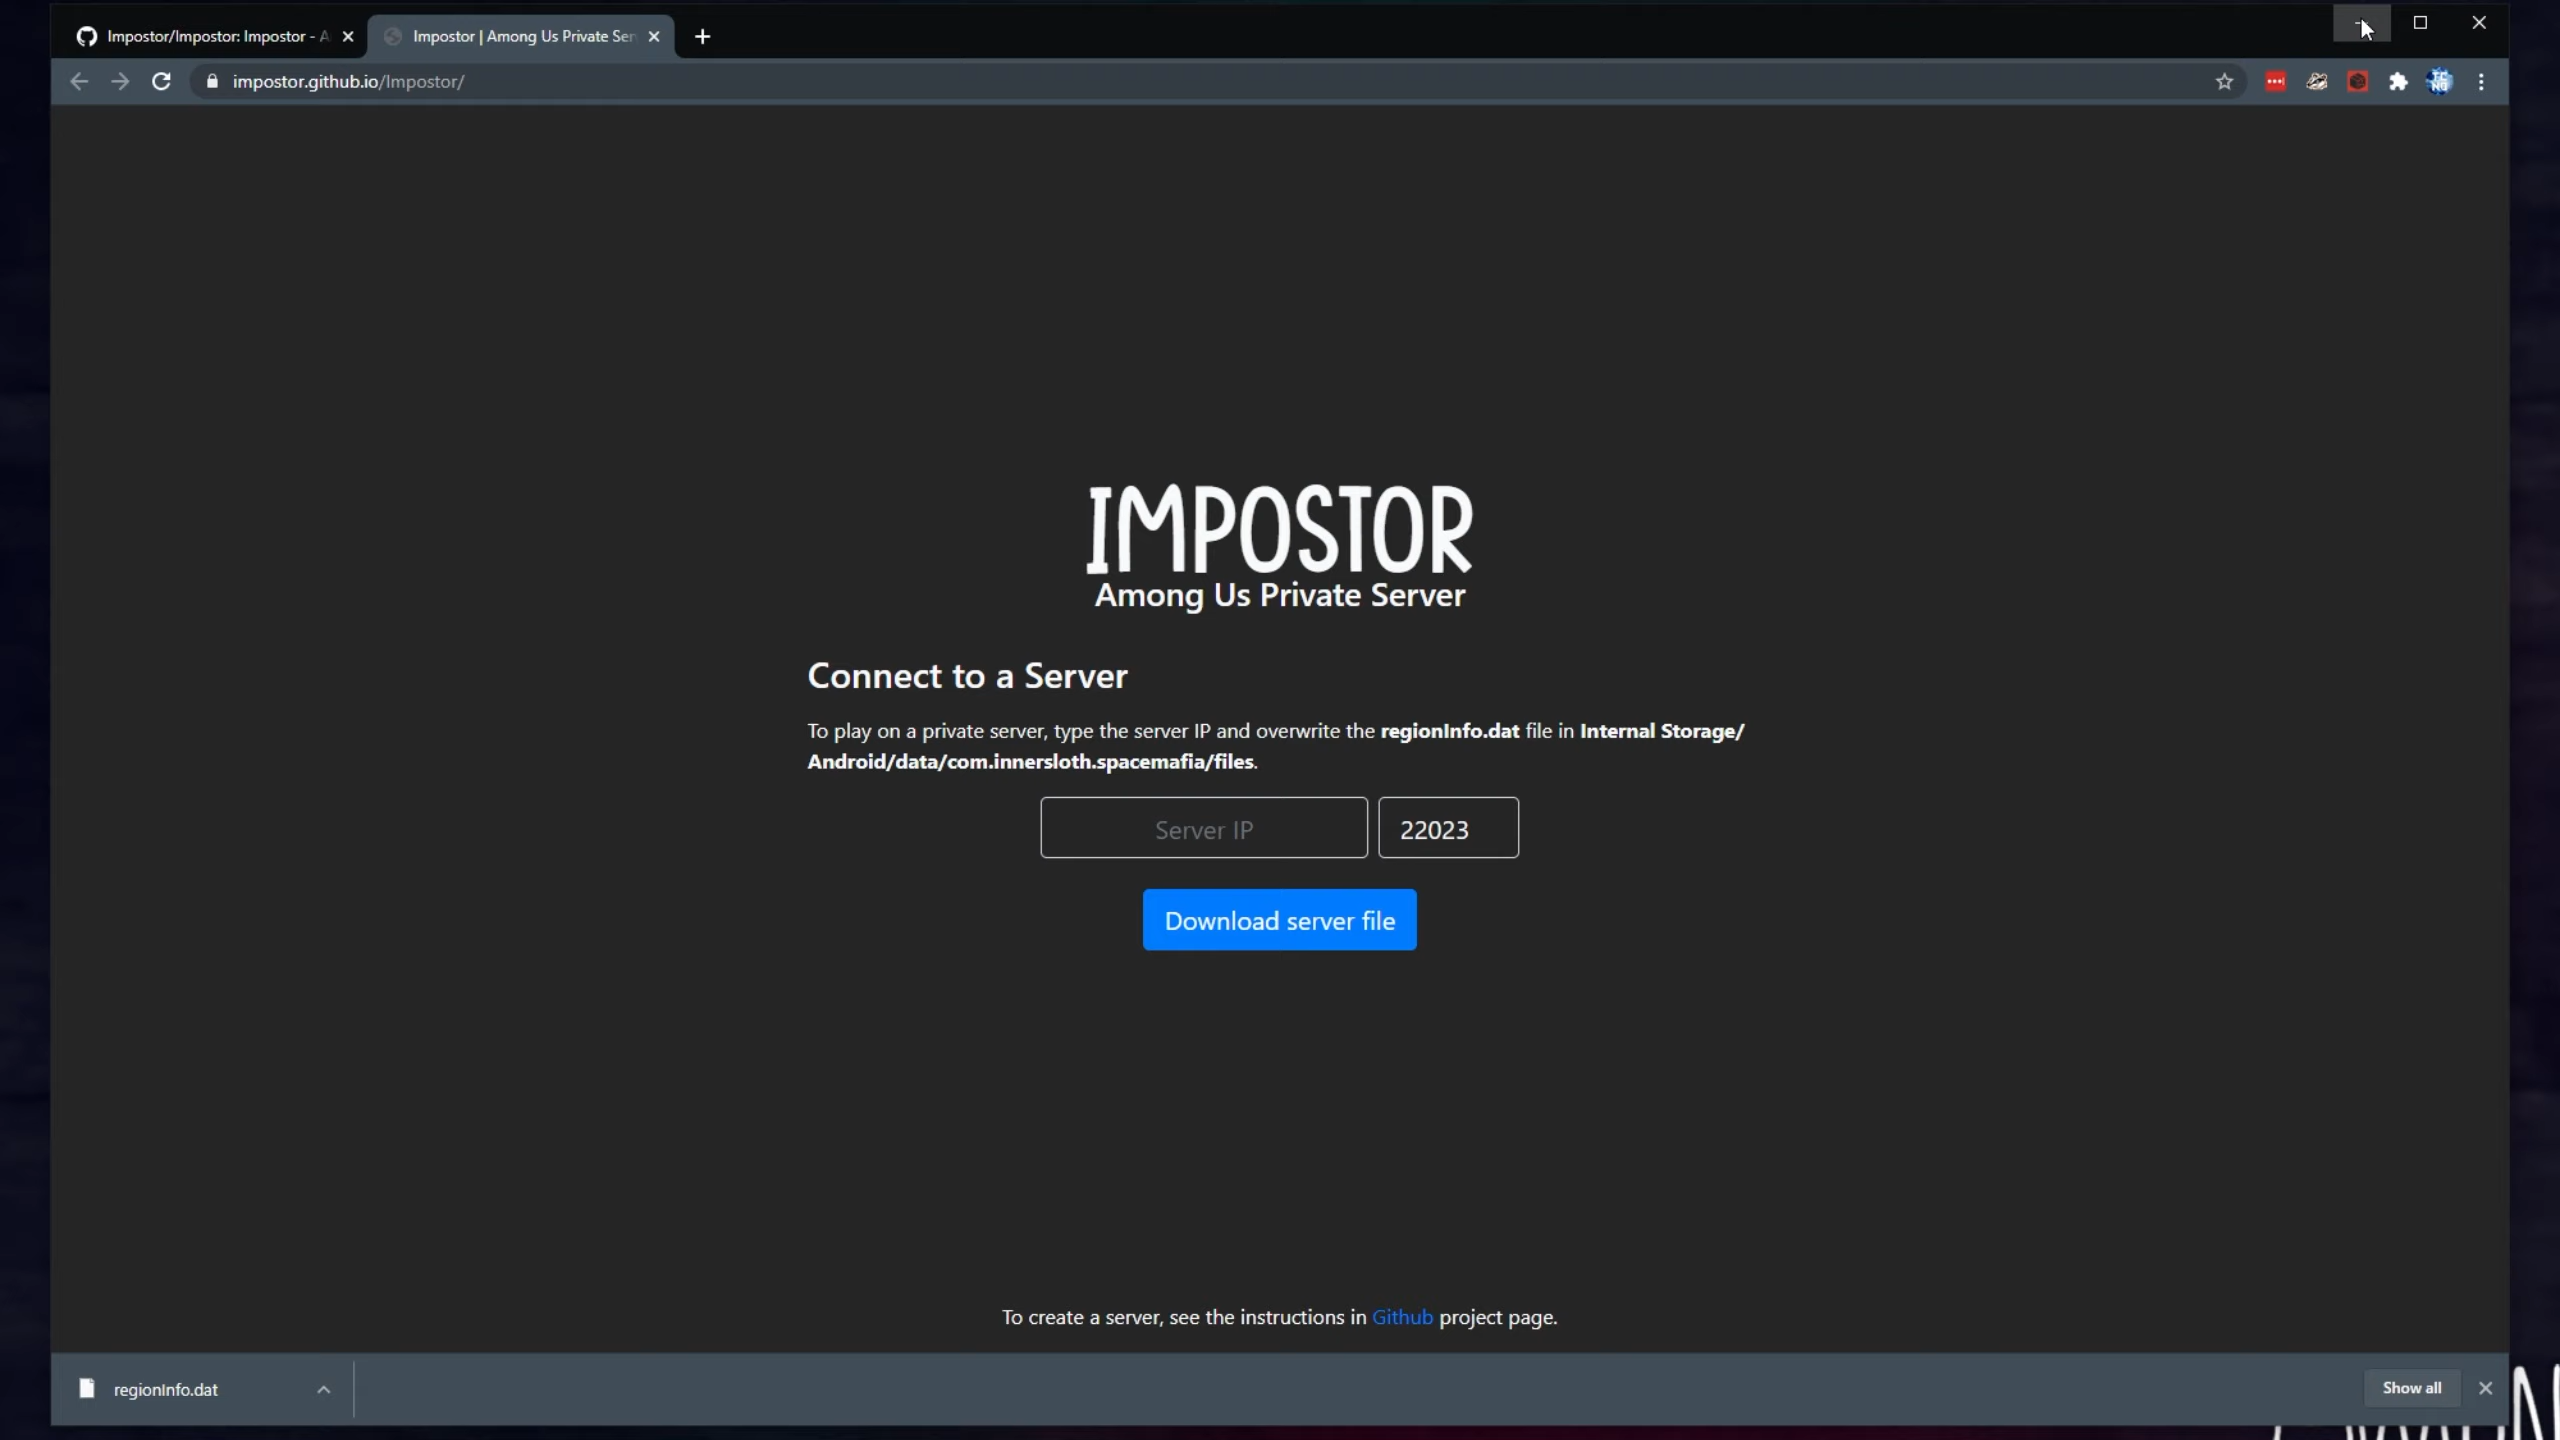 Impostor/Impostor: Impostor - A
Impostor | Among Us Private Ser
impostor.github.io/Impostor/
IMPOSTOR
Among Us Private Server
Connect to a Server
To play on a private server, type the server IP and overwrite the regionInfo.dat file in Internal Storage/
Android/data/com.innersloth.spacemafia/files.
Server IP
22023
Download server file
To create a server, see the instructions in Github project page.
regionInfo.dat
Show all